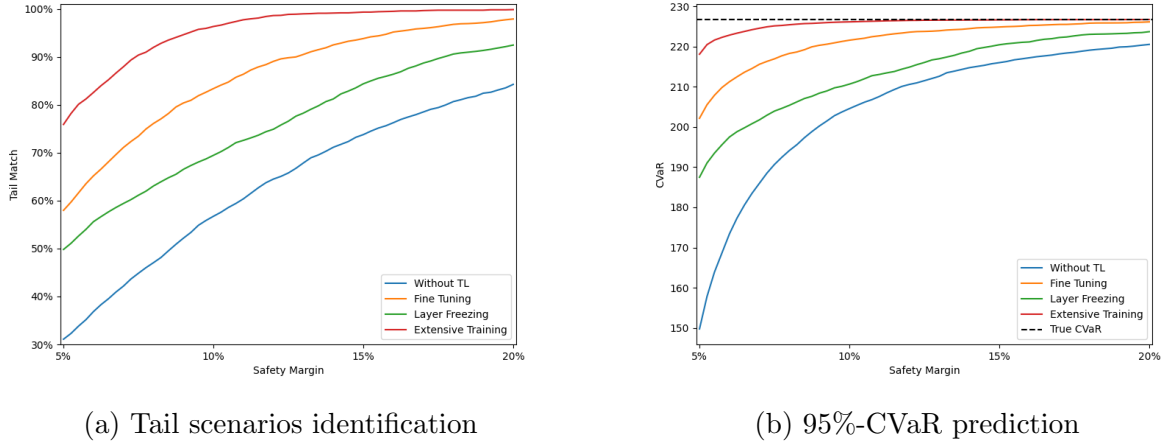 100%
90%
80%
70%
60%
50%
40%
30%
Tail Match
5%
10%
15%
20%
Safety Margin
Without TL
Fine Tuning
Layer Freezing
Extensive Training
(a) Tail scenarios identification
230
220
210
200
190
180
170
160
150
CVaR
5%
10%
15%
20%
Safety Margin
Without TL
Fine Tuning
Layer Freezing
Extensive Training
True CVaR
(b) 95%-CVaR prediction